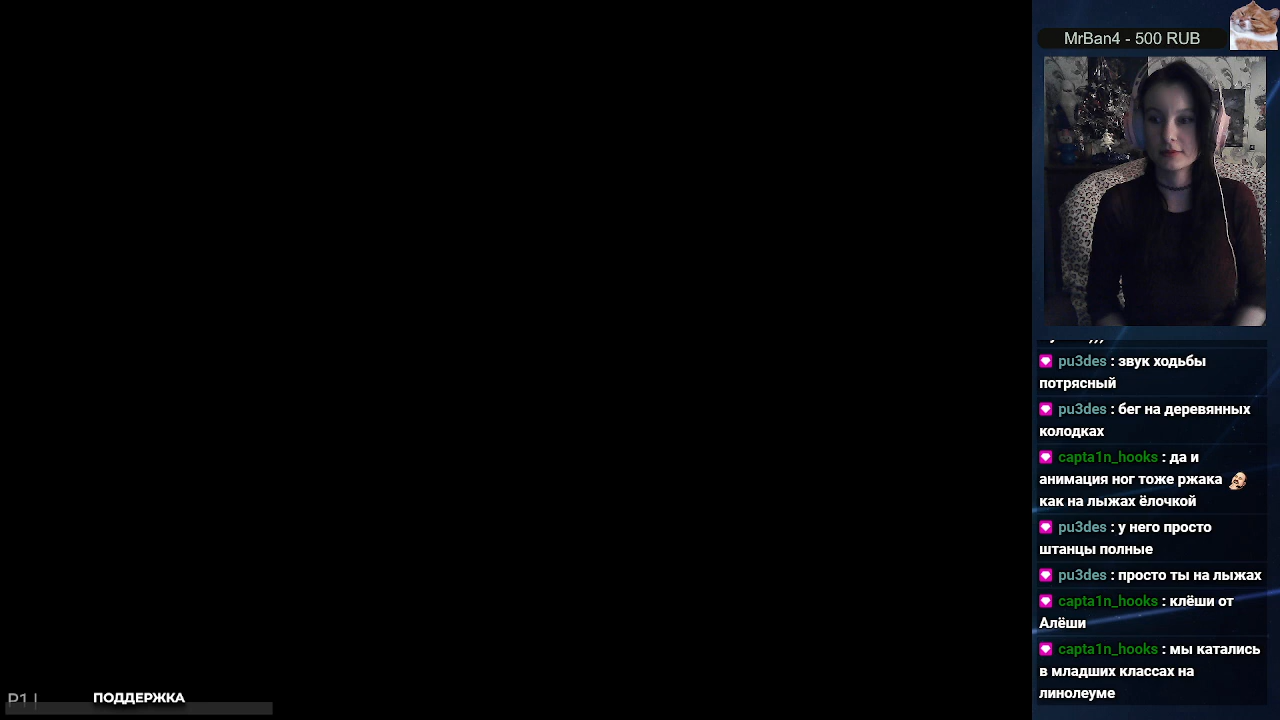 MrBan4 - 500 RUB
pu3des : звук ходьбы
потрясный
pu3des : бег на деревянных
колодках
capta1n_hooks : да и
анимация ног тоже ржака
как на лыжах ёлочкой
pu3des : у него просто
штанцы полные
pu3des : просто ты на лыжах
capta1n_hooks : клёши от
Алёши
capta1n_hooks : мы катались
в младших классах на
линолеуме
P1 |
ПОДДЕРЖКА